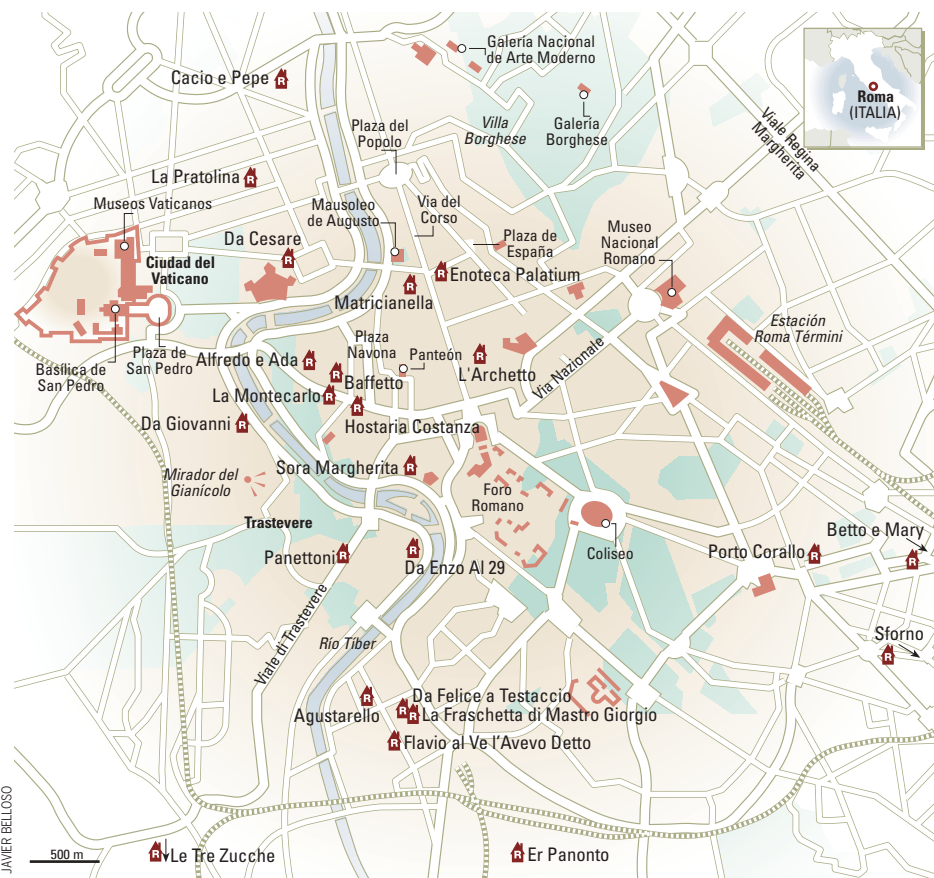 Galería Nacional
de Arte Moderno
Cacio e Pepe
R
Roma
(ITALIA)
Plaza del
Popolo
Villa
Borghese
Galería
Borghese
Viale Regina
Margherita
La Pratolina
R
Museos Vaticanos
Mausoleo
de Augusto
Via del
Corso
Plaza de
España
Museo
Nacional
Romano
Da Cesare
R
Ciudad del
Vaticano
R
Enoteca Palatium
R
Matricianella
Estación
Roma Términi
Basílica de
San Pedro
Plaza de
San Pedro
Alfredo e Ada
R
Plaza
Navona
Panteón
R
L'Archetto
Via Nazionale
R
Baffetto
La Montecarlo
R
R
Hostaria Costanza
Da Giovanni
R
Mirador del
Gianícolo
Sora Margherita
R
Foro
Romano
Trastevere
Coliseo
Betto e Mary
R
Porto Corallo
R
Panettoni
R
R
Da Enzo Al 29
Viale di Trastevere
Río Tíber
Sforno
R
R
Agustarello
R
Da Felice a Testaccio
R
La Fraschetta di Mastro Giorgio
R
Flavio al Ve l'Avevo Detto
JAVIER BELLOSO
500 m
R
Le Tre Zucche
R
Er Panonto